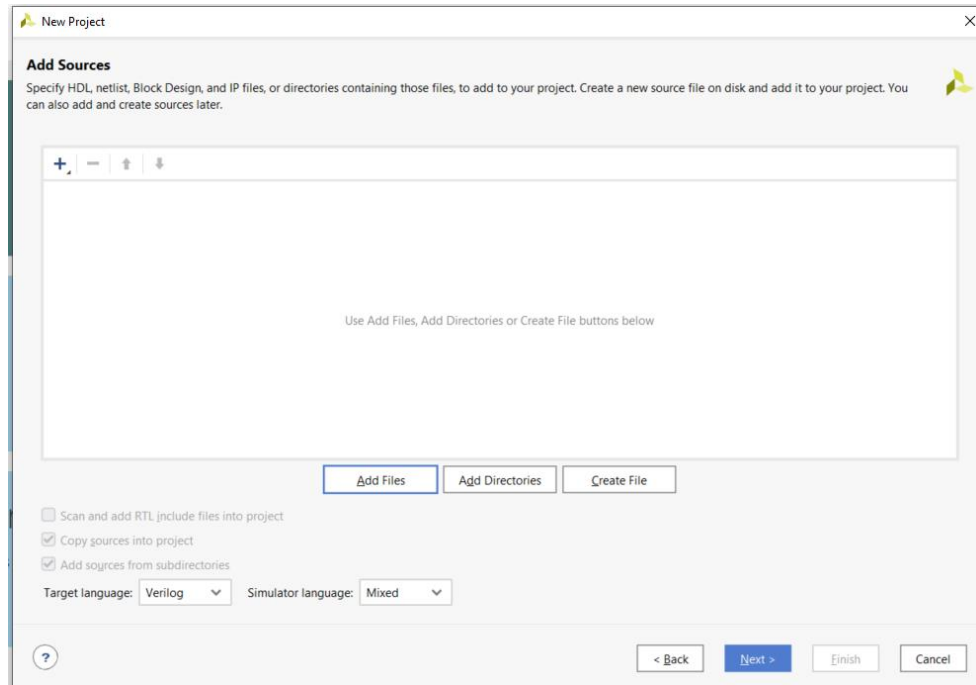 New Project
Add Sources
Specify HDL, netlist, Block Design, and IP files, or directories containing those files, to add to your project. Create a new source file on disk and add it to your project. You
can also add and create sources later.
Use Add Files, Add Directories or Create File buttons below
Add Files
Add Directories
Create File
Scan and add RTL include files into project
Copy sources into project
Add sources from subdirectories
Target language: Verilog Simulator language: Mixed
? < Back Next > Finish Cancel